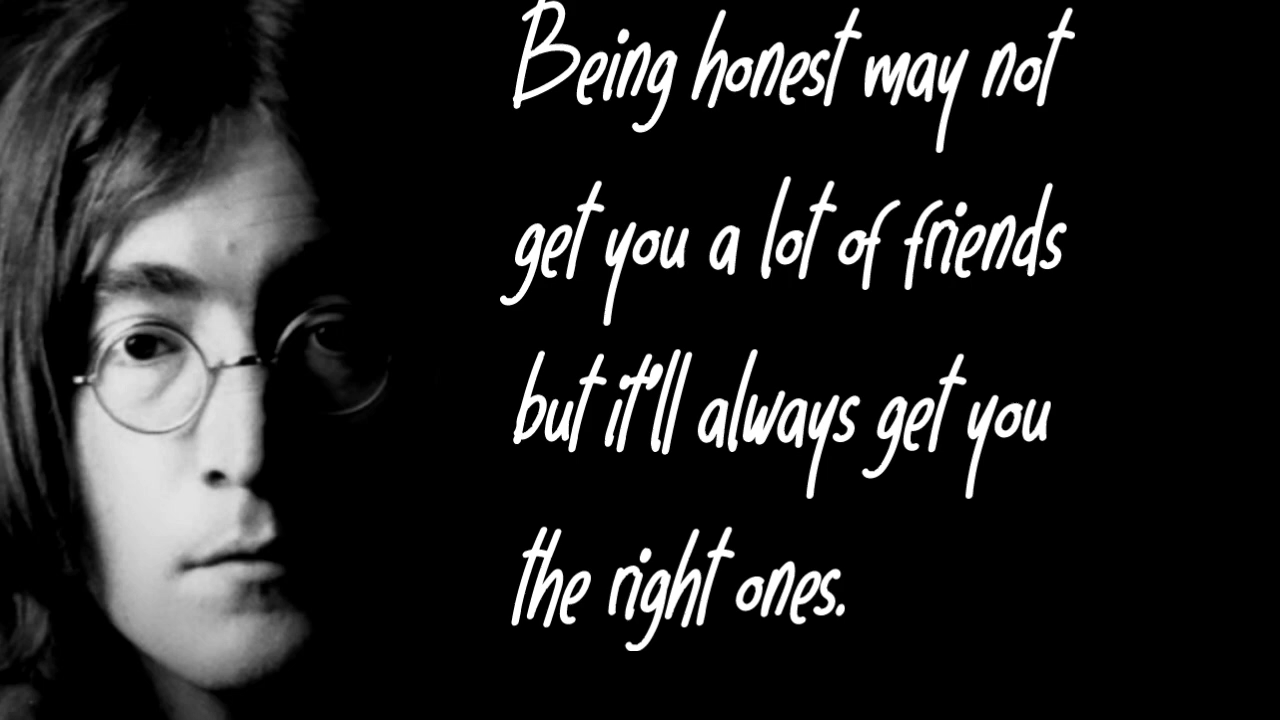 Being honest may not
get you a lot of friends
but it'll always get you
the right ones.